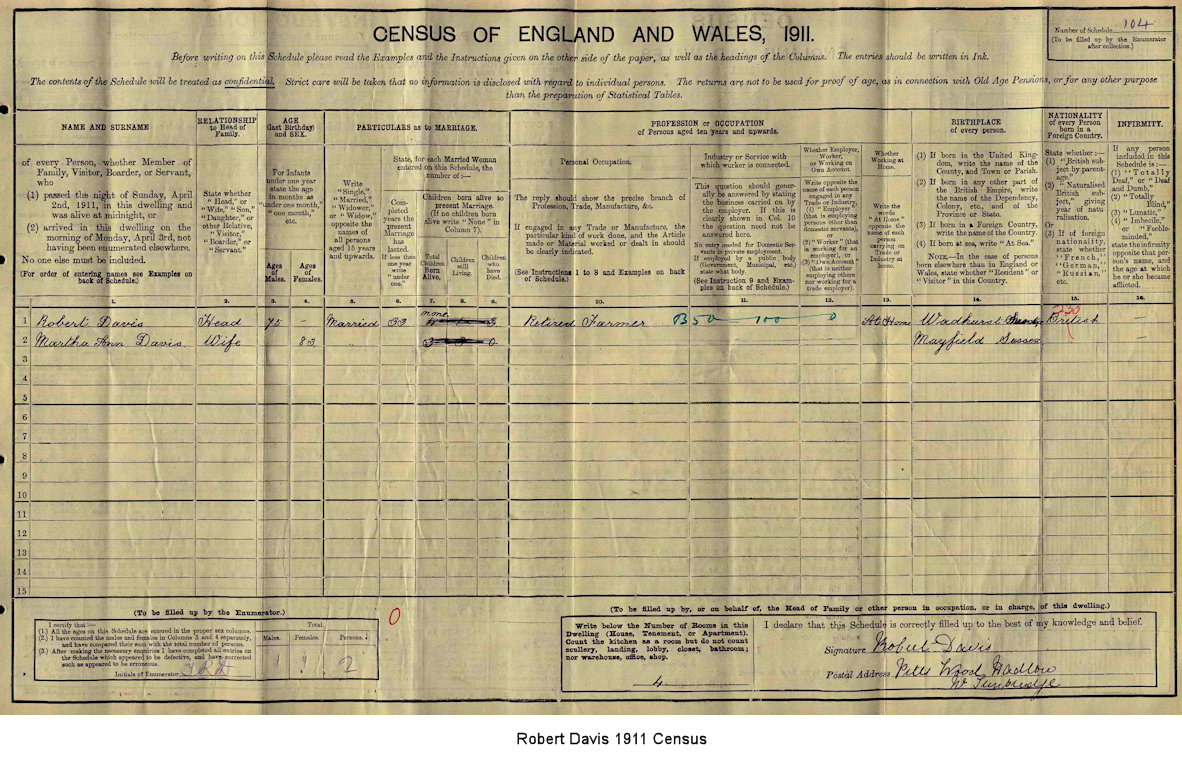 CENSUS OF ENGLAND AND WALES, 1911.
Number of Schedule 104
(To be filled up by the Enumerator
after collection.)
Before writing on this Schedule please read the Examples and the Instructions given on the other side of the paper, as well as the headings of the Columns. The entries should be written in Ink.
The contents of the Schedule will be treated as confidential. Strict care will be taken that no information is disclosed with regard to individual persons. The returns are not to be used for proof of age, as in connection with Old Age Pensions, or for any other purpose
than the preparation of Statistical Tables.
NAME AND SURNAME
of every Person, whether Member of
Family, Visitor, Boarder, or Servant,
who
(1) passed the night of Sunday, April
2nd, 1911, in this dwelling and
was alive at midnight, or
(2) arrived in this dwelling on the
morning of Monday, April 3rd, not
having been enumerated elsewhere.
No one else must be included.
(For order of entering names see Examples on
back of Schedule.)
RELATIONSHIP
to Head of
Family.
State whether
"Head," or
"Wife," "Son,"
"Daughter," or
other Relative,
"Visitor,"
"Boarder," or
"Servant."
AGE
(last Birthday)
and SEX.
For Infants
under one year
state the age
in months as
"under one month,"
"one month,"
etc.
Ages
of
Males.
Ages
of
Females.
PARTICULARS as to MARRIAGE.
Write
"Single,"
"Married,"
"Widower,"
or "Widow,"
opposite the
names of
all persons
aged 15 years
and upwards.
State, for each Married Woman
entered on this Schedule, the
number of :—
Com-
pleted
years the
present
Marriage
has
lasted.
If less than
one year
write
"under
one."
Children born alive to
present Marriage.
(If no children born
alive write "None" in
Column 7).
Total
Children
Born
Alive.
Children
still
Living.
Children
who
have
Died.
PROFESSION or OCCUPATION
of Persons aged ten years and upwards.
Personal Occupation.
The reply should show the precise branch of
Profession, Trade, Manufacture, &c.
If engaged in any Trade or Manufacture, the
particular kind of work done, and the Article
made or Material worked or dealt in should
be clearly indicated.
(See Instructions 1 to 8 and Examples on back
of Schedule.)
Industry or Service with
which worker is connected.
This question should gener-
ally be answered by stating
the business carried on by
the employer. If this is
clearly shown in Col. 10
the question need not be
answered here.
No entry needed for Domestic Ser-
vants in private employment.
If employed by a public body
(Government, Municipal, etc.)
state what body.
(See Instruction 9 and Exam-
ples on back of Schedule.)
Whether Employer,
Worker,
or Working on
Own Account.
Write opposite the
name of each person
engaged in any
Trade or Industry,
(1) "Employer"
(that is employing
persons other than
domestic servants),
or
(2) "Worker" (that
is working for an
employer), or
(3) "Own Account"
(that is neither
employing others
nor working for a
trade employer).
Whether
Working at
Home.
Write the
words
"At Home"
opposite the
name of each
person
carrying on
Trade or
Industry at
home.
BIRTHPLACE
of every person.
(1) If born in the United King-
dom, write the name of the
County, and Town or Parish.
(2) If born in any other part of
the British Empire, write
the name of the Dependency,
Colony, etc., and of the
Province or State.
(3) If born in a Foreign Country,
write the name of the Country.
(4) If born at sea, write "At Sea."
NOTE.—In the case of persons
born elsewhere than in England or
Wales, state whether "Resident" or
"Visitor" in this Country.
NATIONALITY
of every Person
born in a
Foreign Country.
State whether :—
(1) "British sub-
ject by parent-
age,"
(2) "Naturalised
British sub-
ject," giving
year of natu-
ralisation.
Or
(3) If of foreign
nationality,
state whether
"French,"
"German,"
"Russian,"
etc.
INFIRMITY.
If any person
included in this
Schedule is :—
(1) "Totally
Deaf," or "Deaf
and Dumb,"
(2) "Totally
Blind,"
(3) "Lunatic,"
(4) "Imbecile,"
or "Feeble-
minded,"
state the infirmity
opposite that per-
son's name, and
the age at which
he or she became
afflicted.
1. 2. 3. 4. 5. 6. 7. 8. 9. 10. 11. 12. 13. 14. 15. 16.
none
1 Robert Davis Head 75 – Married Retired Farmer B50 100 0 At Home Wadhurst British
2 Martha Ann Davis Wife 83 Mayfield Sussex
3
4
5
6
7
8
9
10
11
12
13
14
15
(To be filled up by the Enumerator.)
I certify that :—
(1.) All the ages on this Schedule are entered in the proper sex columns.
(2.) I have counted the males and females in Columns 3 and 4 separately,
and have compared their sum with the total number of persons.
(3.) After making the necessary enquiries I have completed all entries on
the Schedule which appeared to be defective, and have corrected
such as appeared to be erroneous.
Initials of Enumerator
Total.
Males. Females. Persons.
1 1 2
0
(To be filled up by, or on behalf of, the Head of Family or other person in occupation, or in charge, of this dwelling.)
Write below the Number of Rooms in this
Dwelling (House, Tenement, or Apartment).
Count the kitchen as a room but do not count
scullery, landing, lobby, closet, bathroom;
nor warehouse, office, shop.
4
I declare that this Schedule is correctly filled up to the best of my knowledge and belief.
Signature Robert Davis
Postal Address Pitts Wood Hadlow
Nr Tunbridge
Robert Davis 1911 Census